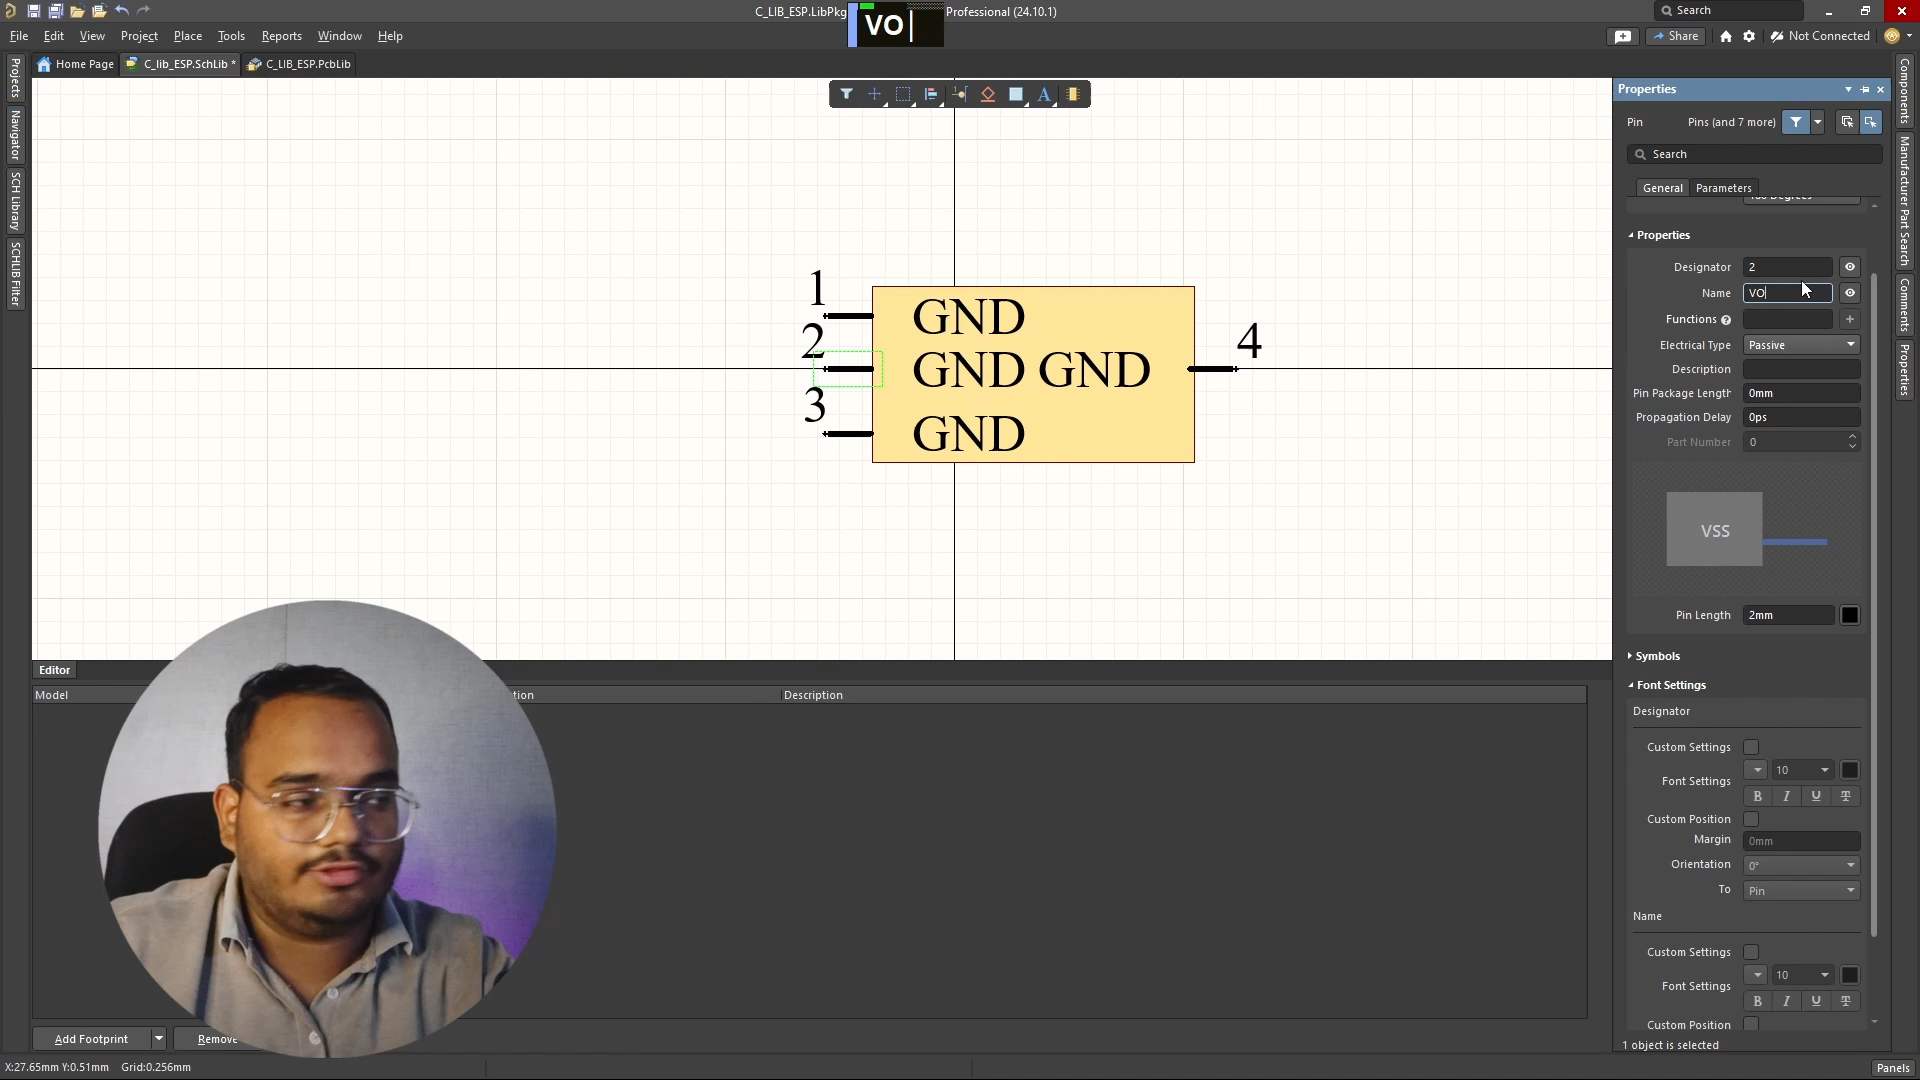 C_LIB_ESP.LibPkg
VO
Professional (24.10.1)
Search
File Edit View Project Place Tools Reports Window Help
Share
Not Connected
Home Page
C_lib_ESP.SchLib *
C_LIB_ESP.PcbLib
Projects
Navigator
SCH Library
SCHLIB Filter
1
2
3
4
GND
GND GND
GND
Properties
Pin
Pins (and 7 more)
Search
General
Parameters
Properties
Designator 2
Name VO
Functions
Electrical Type Passive
Description
Pin Package Length 0mm
Propagation Delay 0ps
Part Number 0
VSS
Pin Length 2mm
Symbols
Font Settings
Designator
Custom Settings
Font Settings 10
B I U T
Custom Position
Margin 0mm
Orientation 0°
To Pin
Name
Custom Settings
Font Settings 10
B I U T
Custom Position
1 object is selected
Components
Manufacturer Part Search
Comments
Properties
Editor
Model
Description
Add Footprint
Remove
X:27.65mm Y:0.51mm Grid:0.256mm
Panels